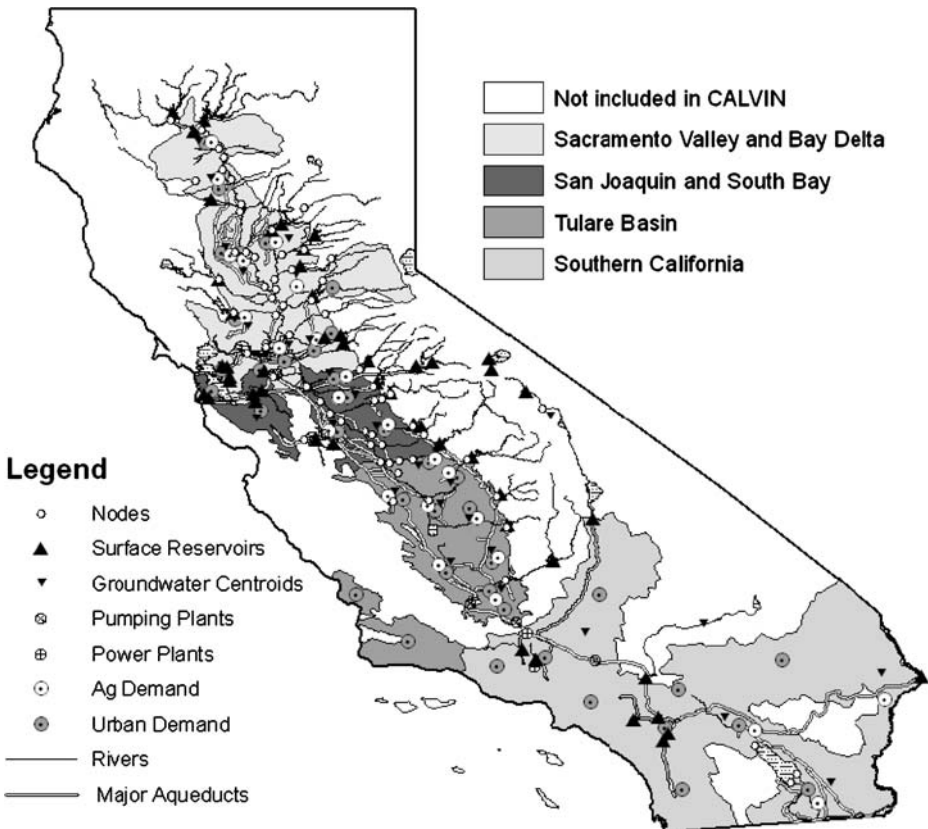 Not included in CALVIN
Sacramento Valley and Bay Delta
San Joaquin and South Bay
Tulare Basin
Southern California
Legend
Nodes
Surface Reservoirs
Groundwater Centroids
Pumping Plants
Power Plants
Ag Demand
Urban Demand
Rivers
Major Aqueducts